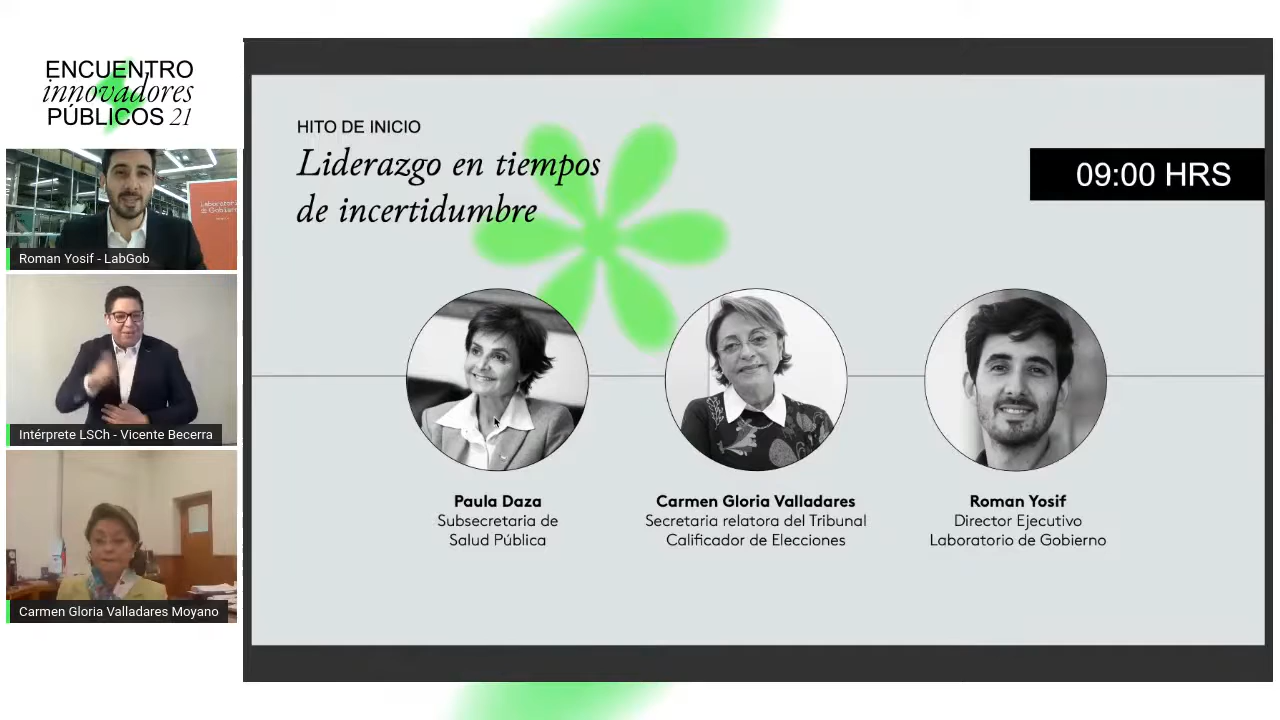 ENCUENTRO
innovadores
PÚBLICOS 21
Roman Yosif - LabGob
Intérprete LSCh - Vicente Becerra
Carmen Gloria Valladares Moyano
HITO DE INICIO
Liderazgo en tiempos
de incertidumbre
09:00 HRS
Paula Daza
Subsecretaria de
Salud Pública
Carmen Gloria Valladares
Secretaria relatora del Tribunal
Calificador de Elecciones
Roman Yosif
Director Ejecutivo
Laboratorio de Gobierno